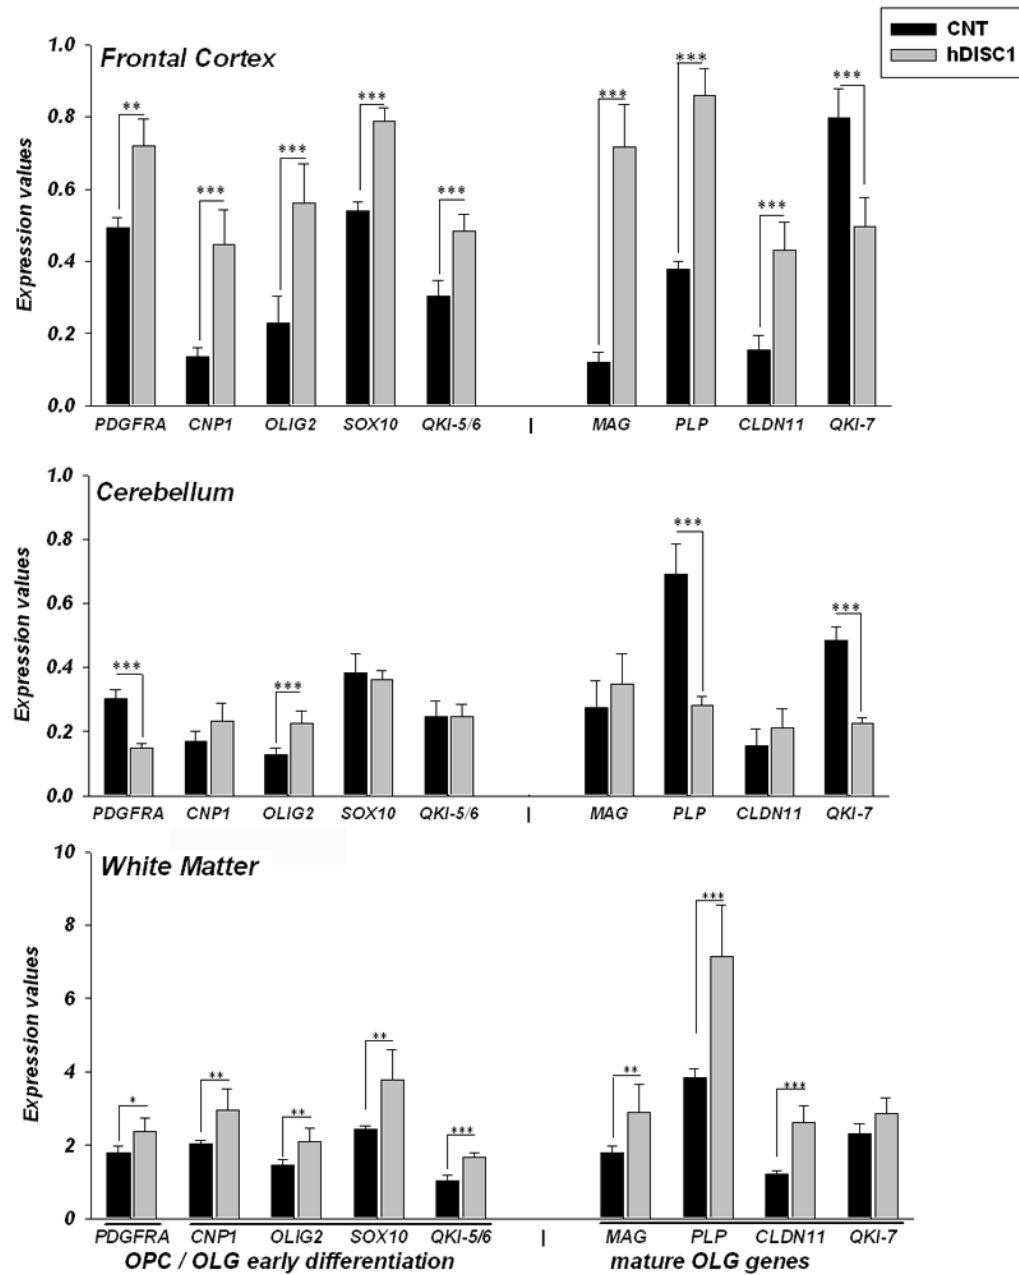 CNT
hDISC1
Frontal Cortex
Expression values
1.0
0.8
0.6
0.4
0.2
0.0
** *** *** *** *** *** *** *** ***
PDGFRA CNP1 OLIG2 SOX10 QKI-5/6 | MAG PLP CLDN11 QKI-7
Cerebellum
Expression values
1.0
0.8
0.6
0.4
0.2
0.0
*** *** *** ***
PDGFRA CNP1 OLIG2 SOX10 QKI-5/6 | MAG PLP CLDN11 QKI-7
White Matter
Expression values
10
8
6
4
2
0
* ** ** ** *** ** *** ***
PDGFRA CNP1 OLIG2 SOX10 QKI-5/6 | MAG PLP CLDN11 QKI-7
OPC / OLG early differentiation mature OLG genes